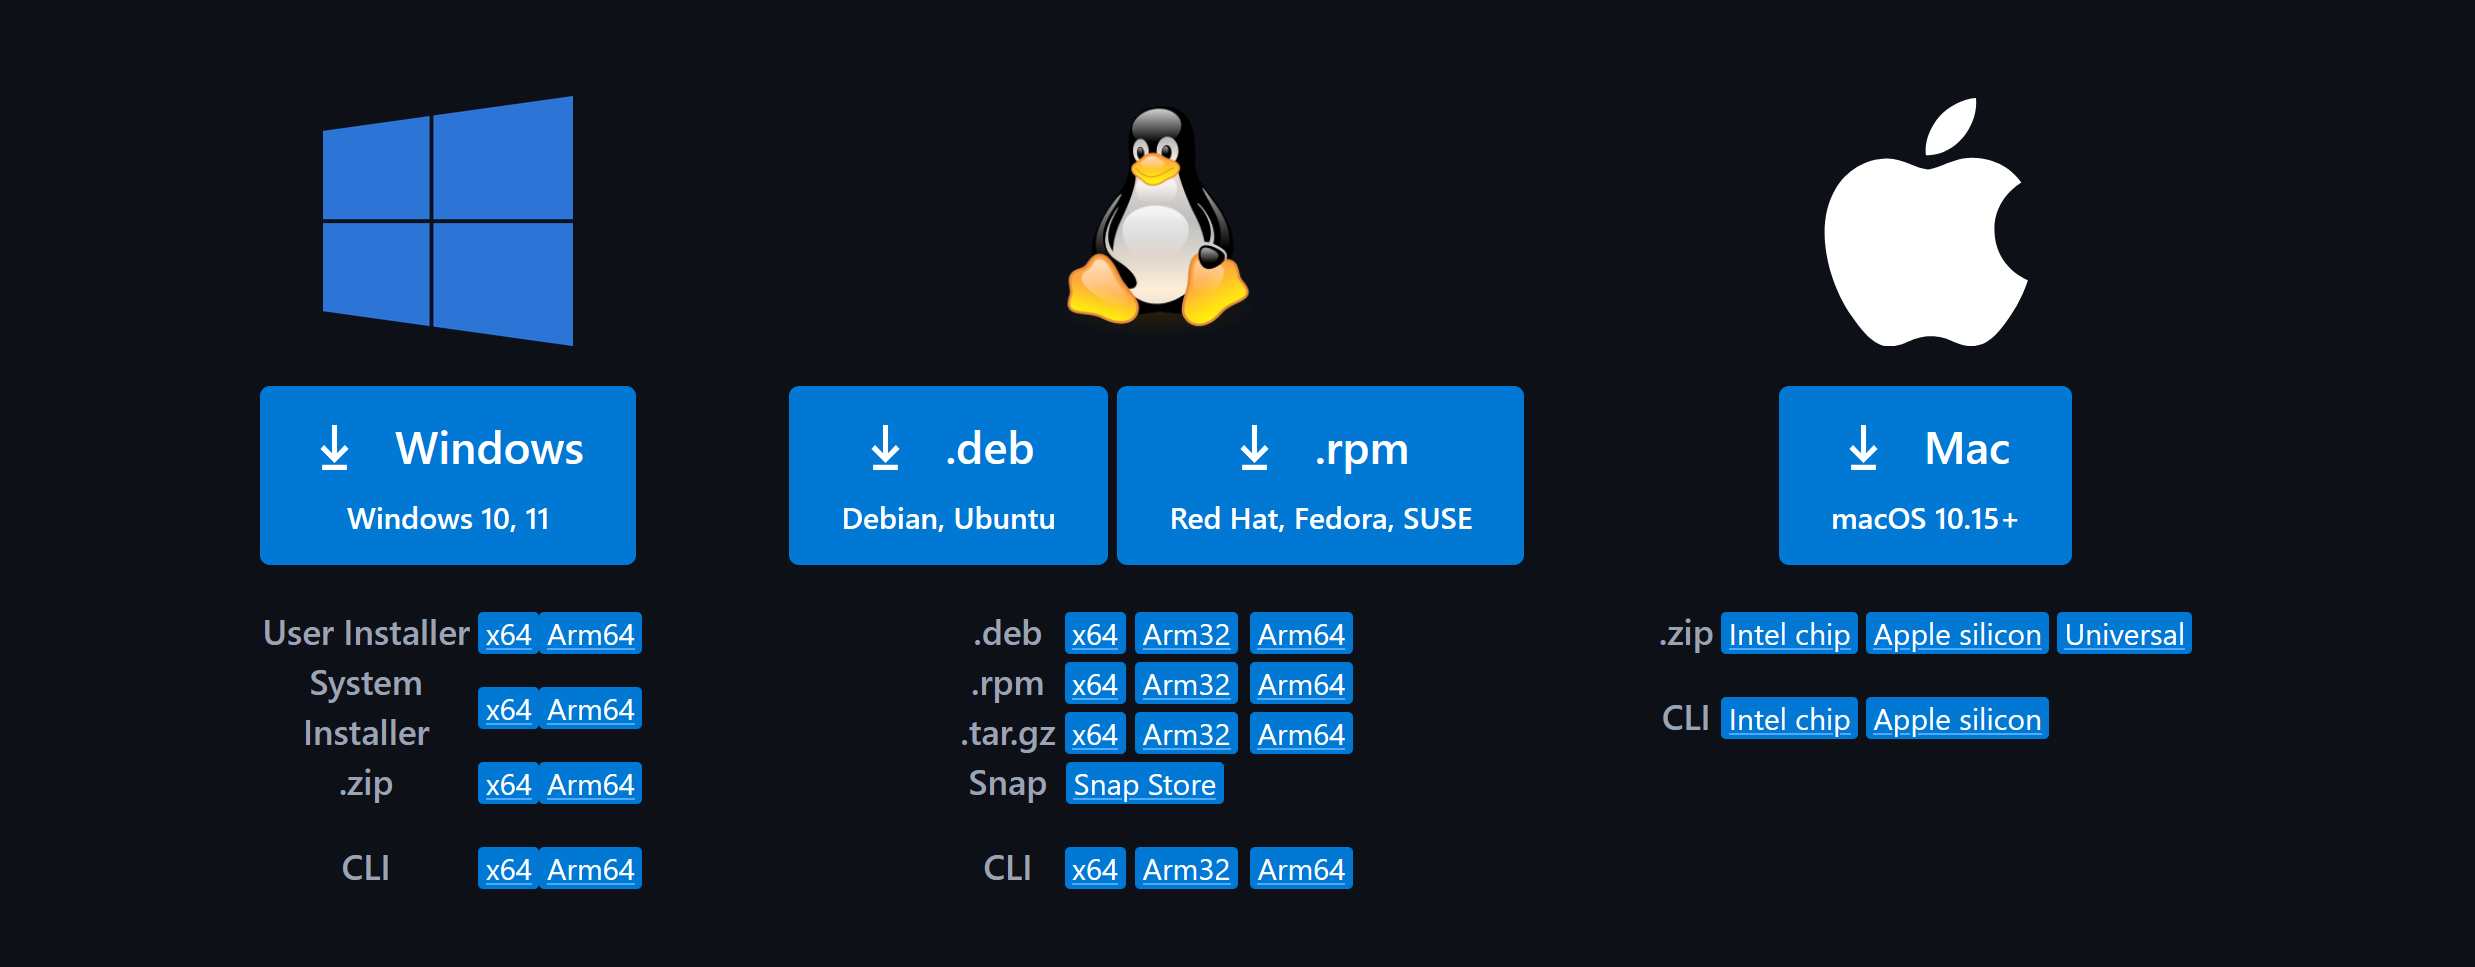 Windows
Windows 10, 11
User Installer x64 Arm64
System
Installer x64 Arm64
.zip x64 Arm64
CLI x64 Arm64
.deb
Debian, Ubuntu
.rpm
Red Hat, Fedora, SUSE
.deb x64 Arm32 Arm64
.rpm x64 Arm32 Arm64
.tar.gz x64 Arm32 Arm64
Snap Snap Store
CLI x64 Arm32 Arm64
Mac
macOS 10.15+
.zip Intel chip Apple silicon Universal
CLI Intel chip Apple silicon